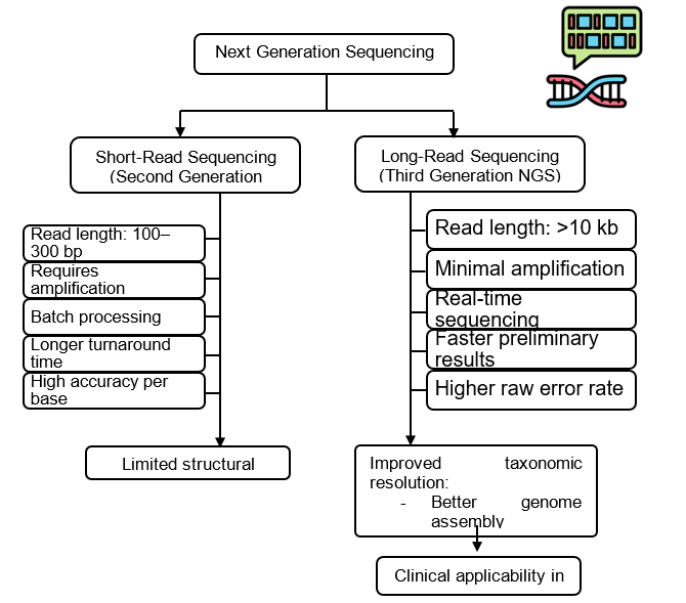 Next Generation Sequencing
Short-Read Sequencing
(Second Generation
Long-Read Sequencing
(Third Generation NGS)
Read length: 100–
300 bp
Requires
amplification
Batch processing
Longer turnaround
time
High accuracy per
base
Limited structural
Read length: >10 kb
Minimal amplification
Real-time
sequencing
Faster preliminary
results
Higher raw error rate
Improved taxonomic
resolution:
- Better genome
assembly
Clinical applicability in